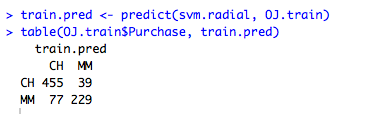 > train.pred <- predict(svm.radial, OJ.train)
> table(OJ.train$Purchase, train.pred)
train.pred
CH MM
CH 455 39
MM 77 229